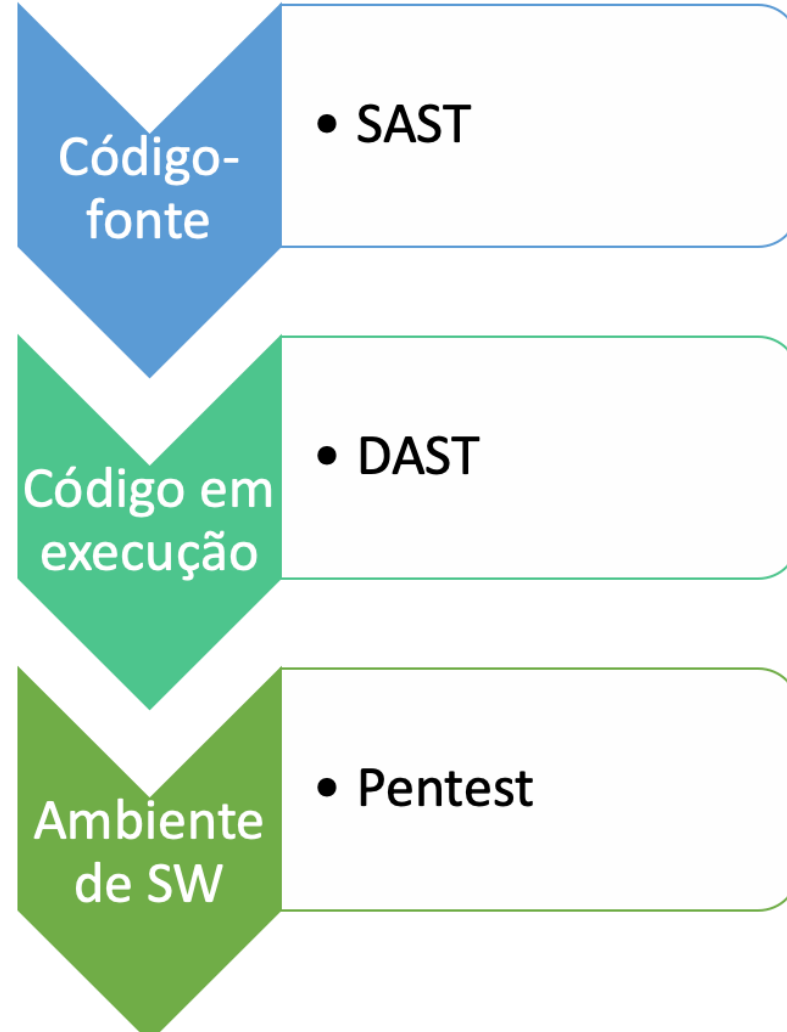 Código-
fonte
• SAST
Código em
execução
• DAST
Ambiente
de SW
• Pentest